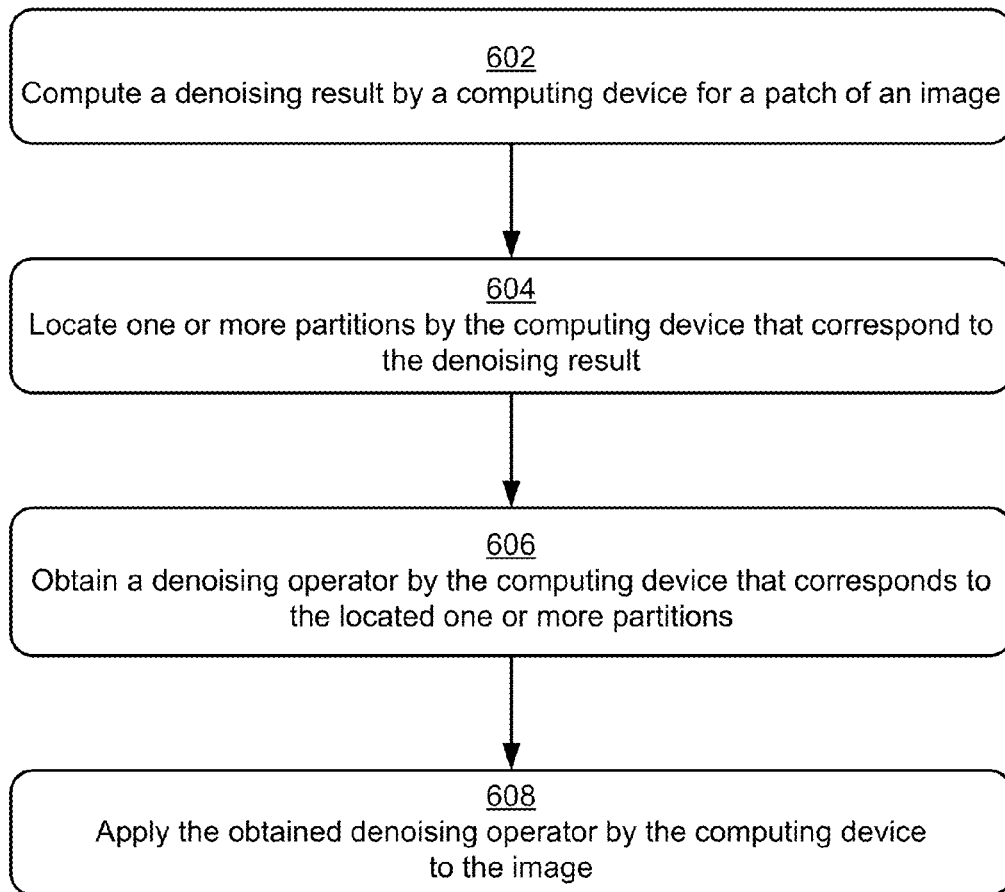 602
Compute a denoising result by a computing device for a patch of an image
604
Locate one or more partitions by the computing device that correspond to
the denoising result
606
Obtain a denoising operator by the computing device that corresponds to
the located one or more partitions
608
Apply the obtained denoising operator by the computing device
to the image